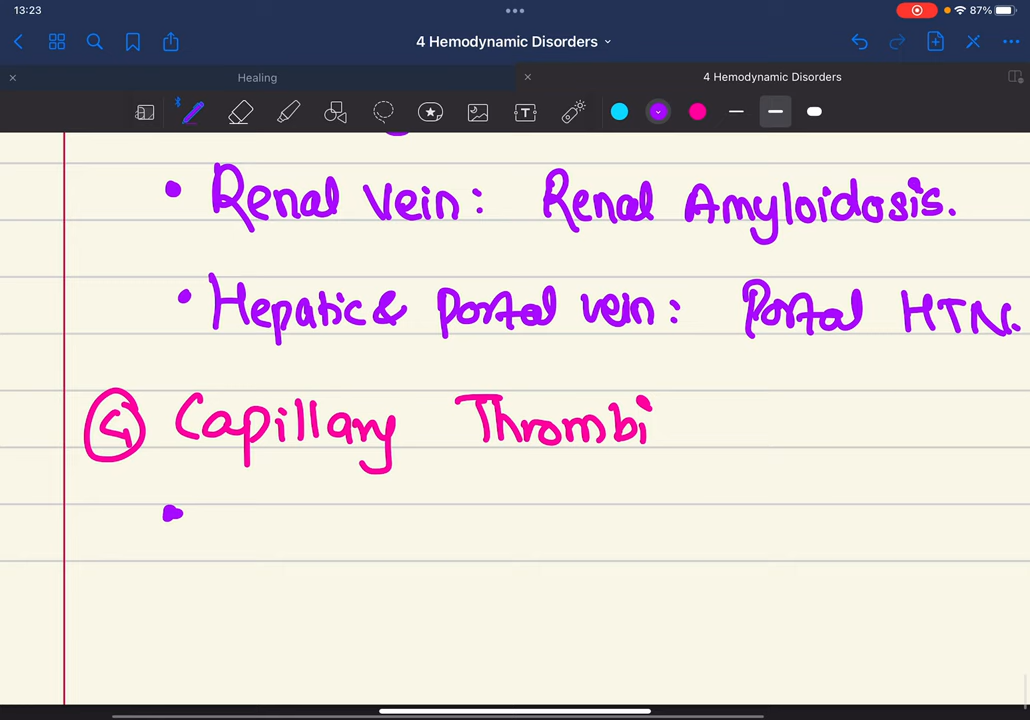 13:23
87%
4 Hemodynamic Disorders
Healing
4 Hemodynamic Disorders
T
• Renal vein: Renal Amyloidosis.
• Hepatic & portal vein: Portal HTN.
Capillary Thrombi